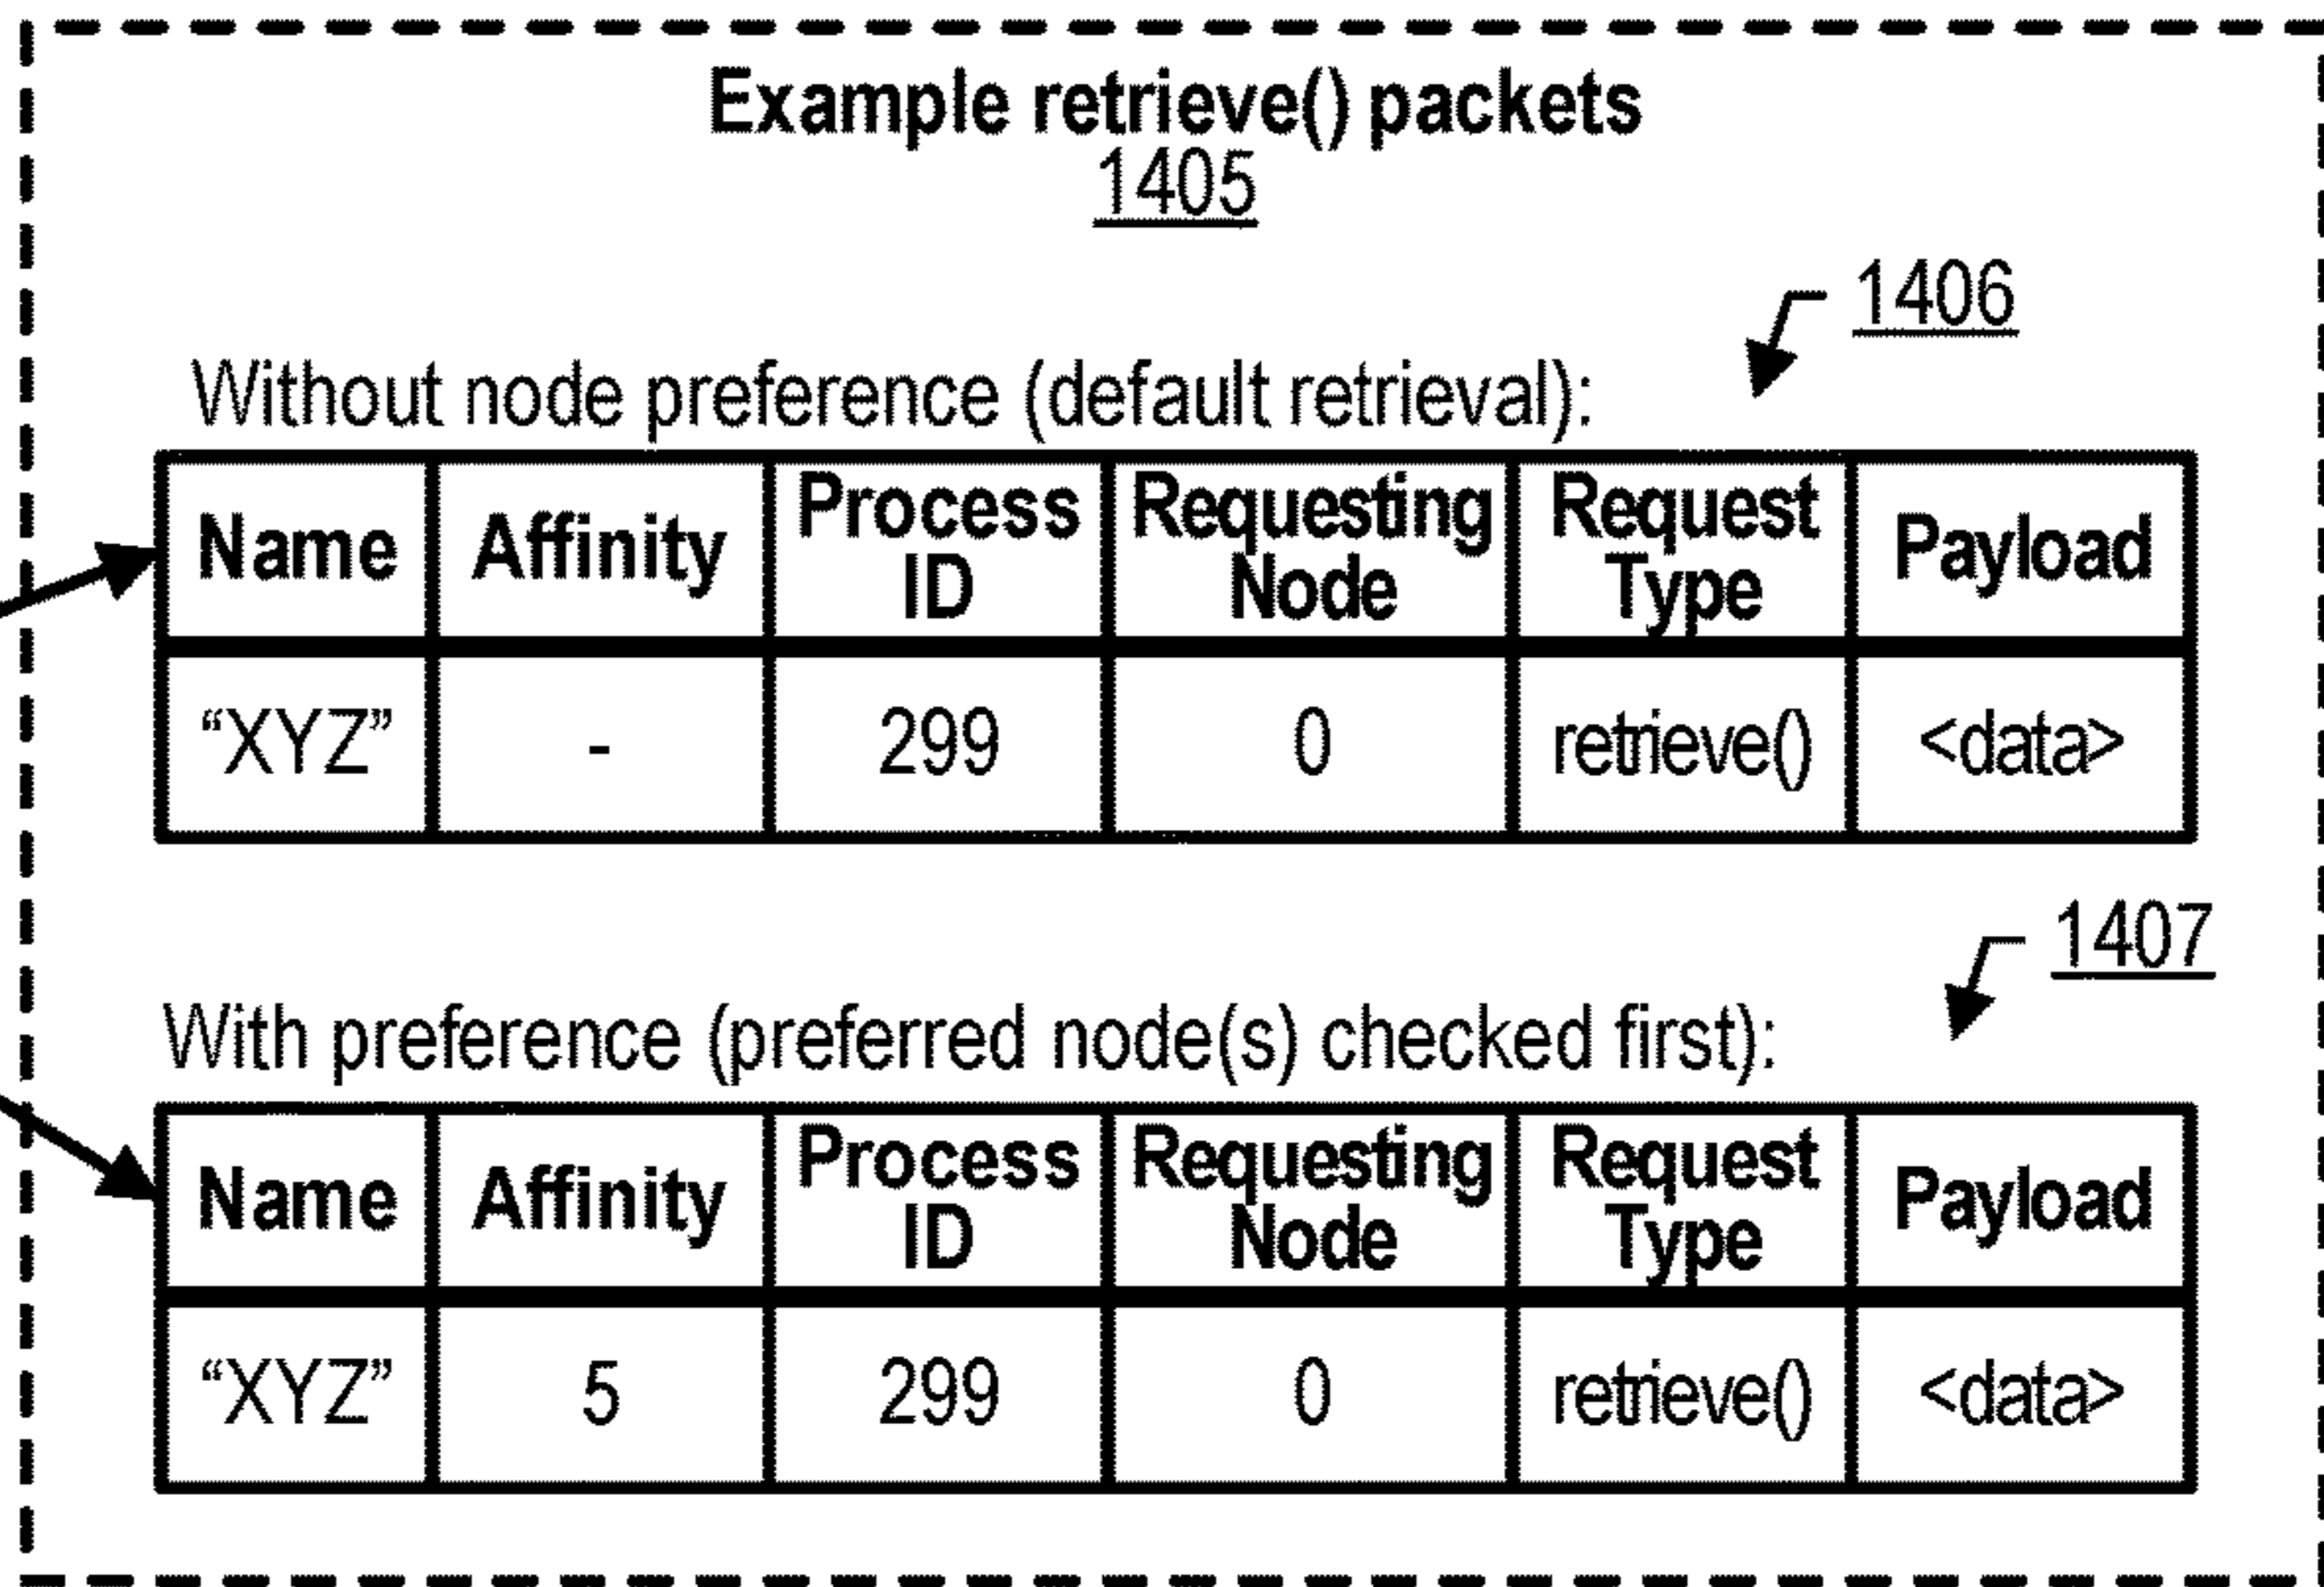 Example retrieve() packets
1405
1406
Without node preference (default retrieval):
Name Affinity Process ID Requesting Node Request Type Payload
“XYZ” - 299 0 retrieve() <data>
1407
With preference (preferred node(s) checked first):
Name Affinity Process ID Requesting Node Request Type Payload
“XYZ” 5 299 0 retrieve() <data>